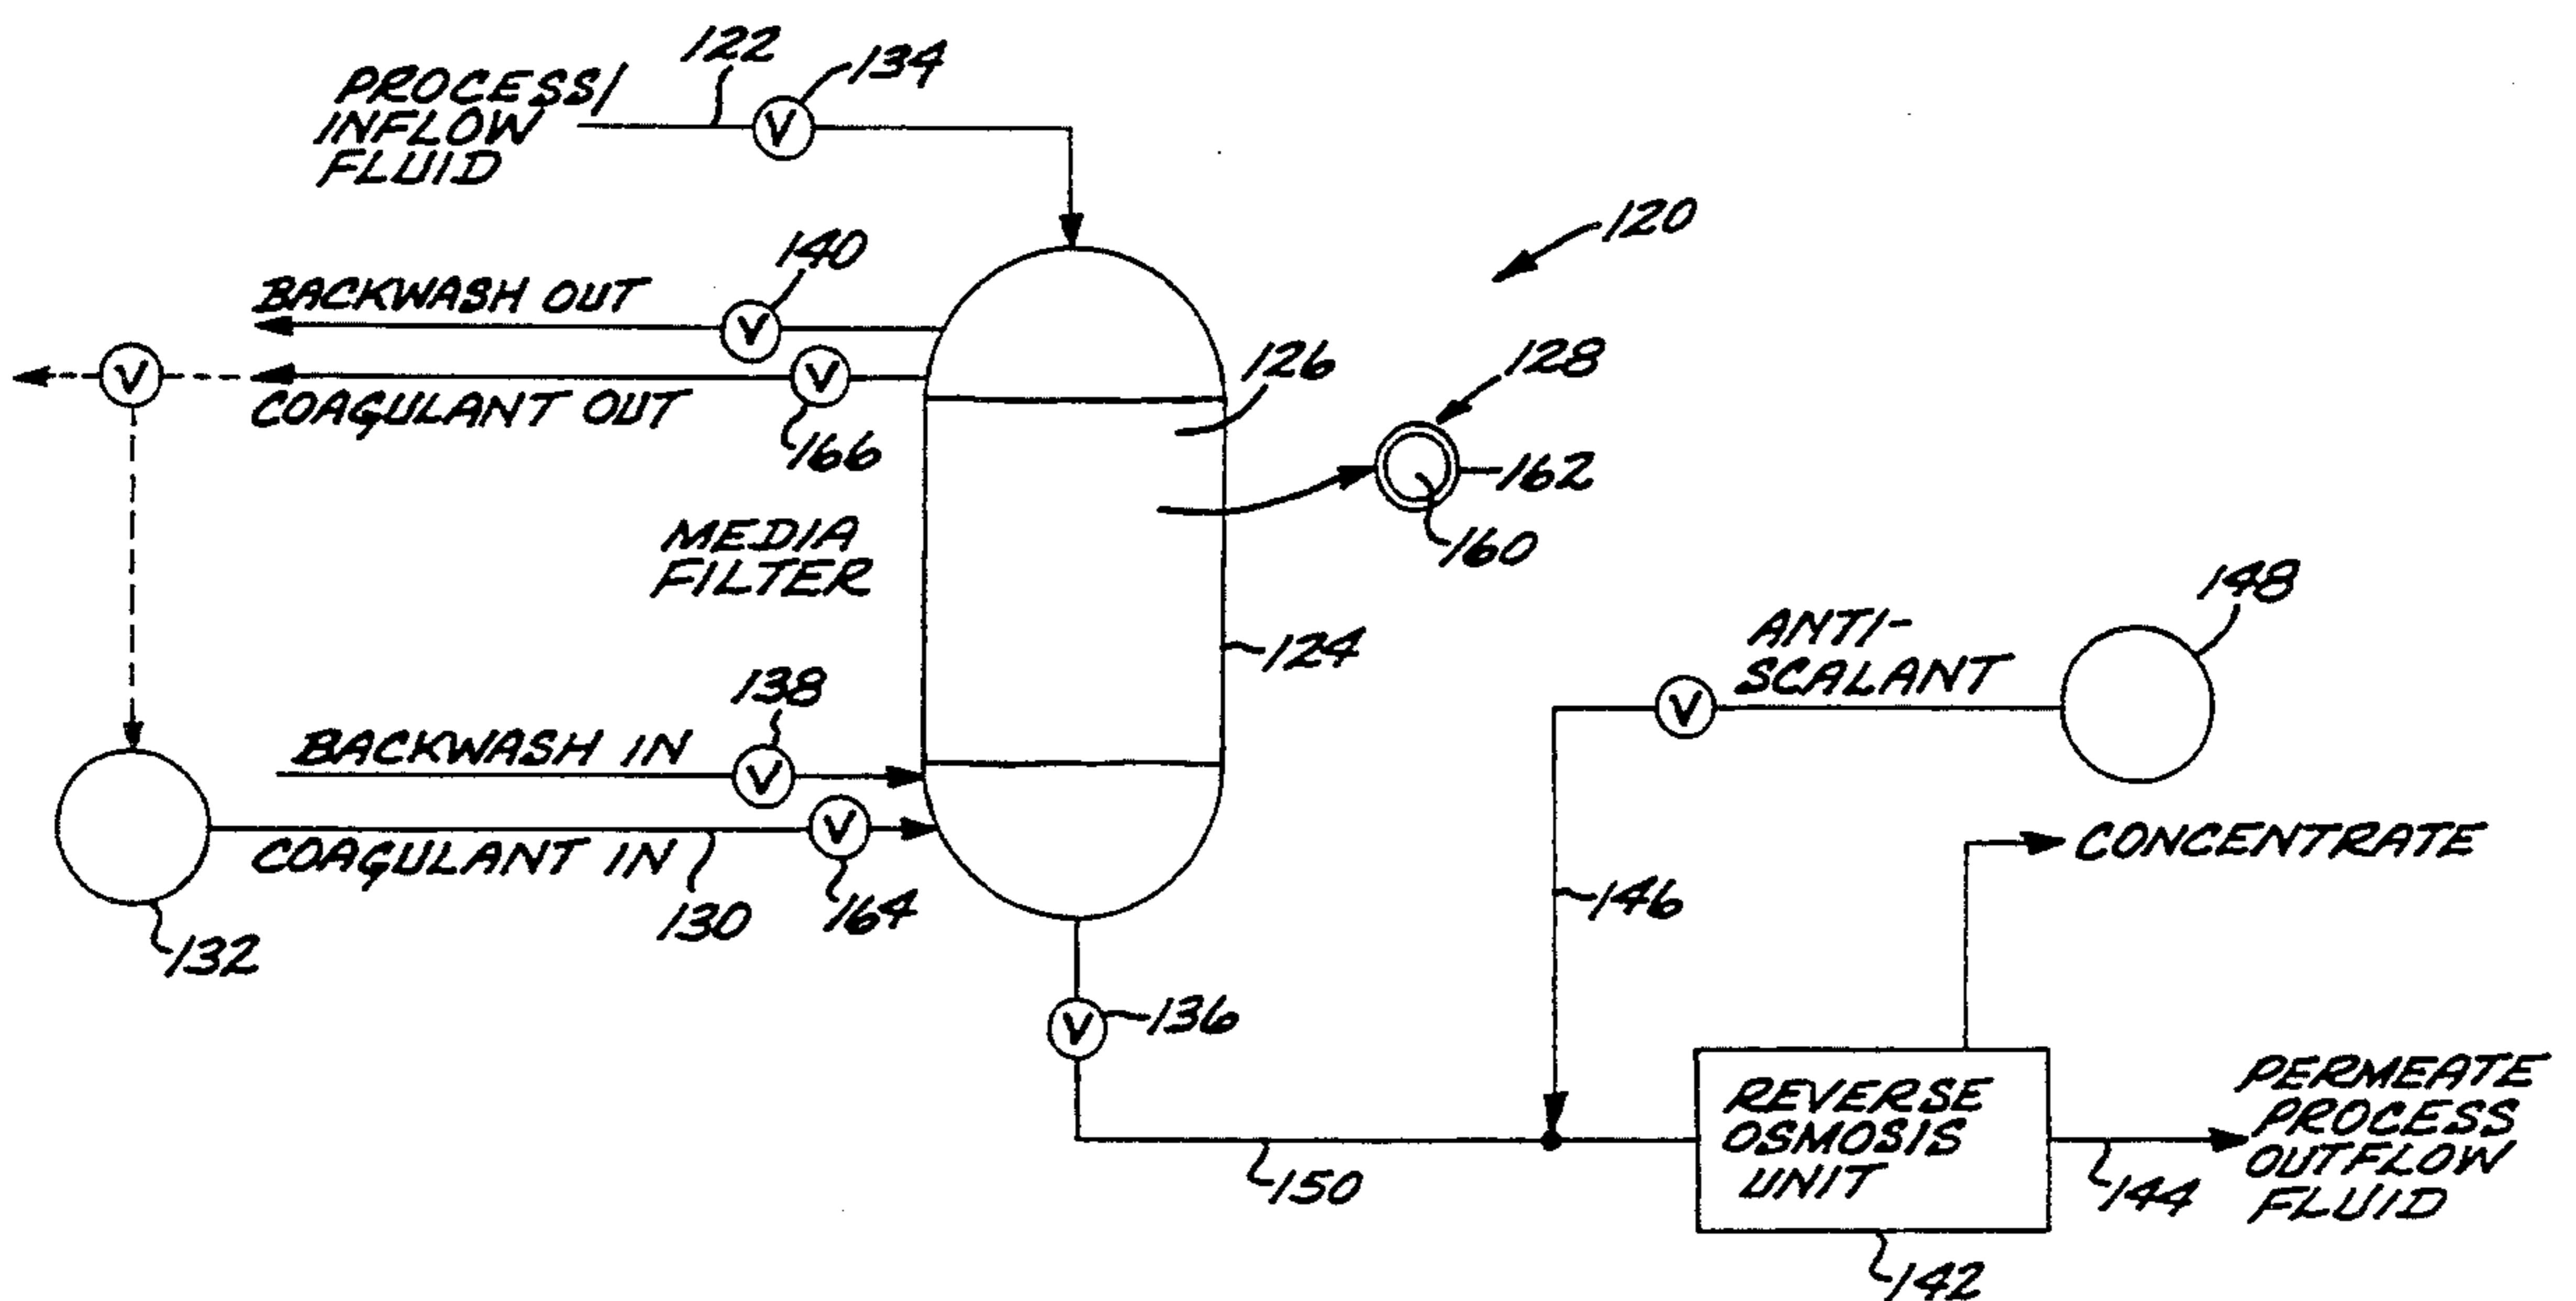 122
134
PROCESS/
INFLOW
FLUID
V
120
140
BACKWASH OUT
V
128
126
V
V
COAGULANT OUT
166
162
160
MEDIA
FILTER
148
ANTI-
SCALANT
124
V
138
BACKWASH IN
V
COAGULANT IN
V
CONCENTRATE
130
164
146
132
V
136
REVERSE
OSMOSIS
UNIT
PERMEATE
PROCESS
OUTFLOW
FLUID
150
144
142